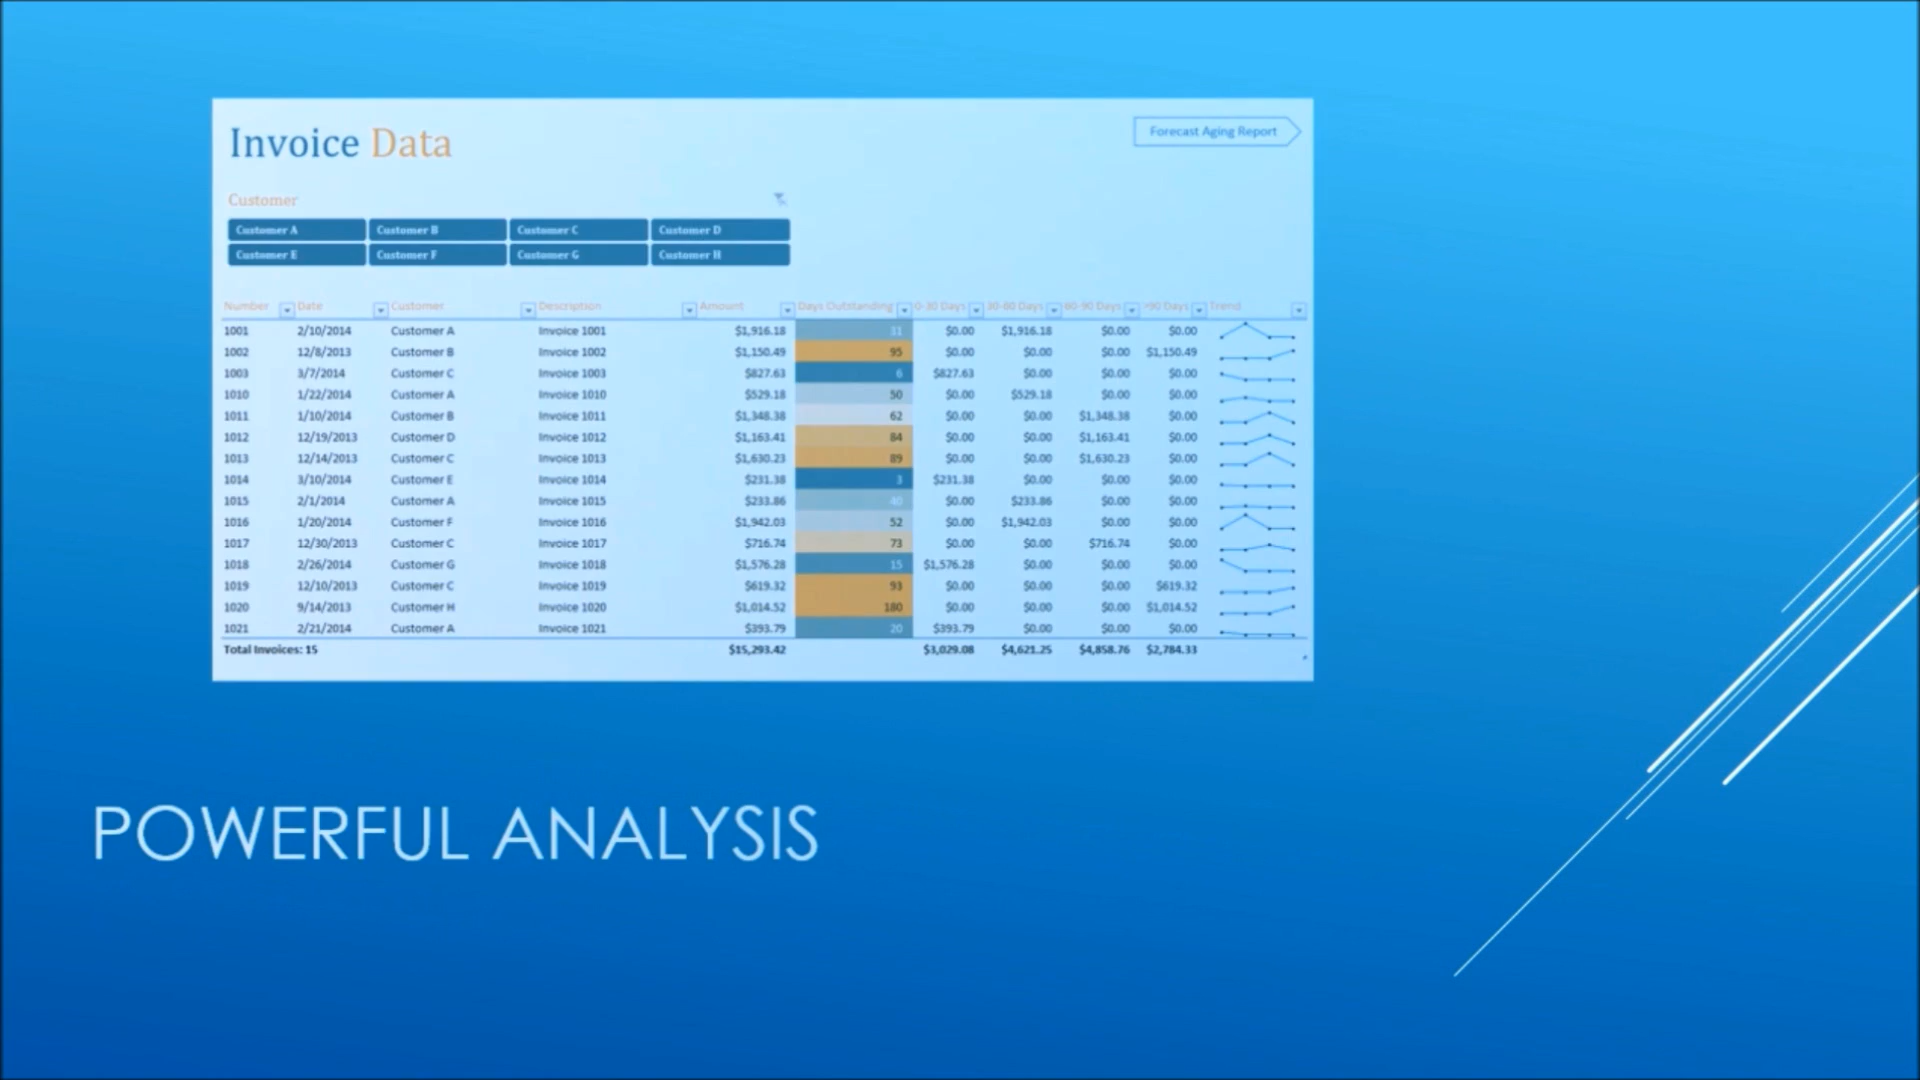 Invoice Data
Forecast Aging Report
Customer
Customer A Customer B Customer C Customer D
Customer E Customer F Customer G Customer H
Number Date Customer Description Amount Days Outstanding 0-30 Days 30-60 Days 60-90 Days >90 Days Trend
1001 2/10/2014 Customer A Invoice 1001 $1,916.18 31 $0.00 $1,916.18 $0.00 $0.00
1002 12/8/2013 Customer B Invoice 1002 $1,150.49 95 $0.00 $0.00 $0.00 $1,150.49
1003 3/7/2014 Customer C Invoice 1003 $827.63 6 $827.63 $0.00 $0.00 $0.00
1010 1/22/2014 Customer A Invoice 1010 $529.18 50 $0.00 $529.18 $0.00 $0.00
1011 1/10/2014 Customer B Invoice 1011 $1,348.38 62 $0.00 $0.00 $1,348.38 $0.00
1012 12/19/2013 Customer D Invoice 1012 $1,163.41 84 $0.00 $0.00 $1,163.41 $0.00
1013 12/14/2013 Customer C Invoice 1013 $1,630.23 89 $0.00 $0.00 $1,630.23 $0.00
1014 3/10/2014 Customer E Invoice 1014 $231.38 3 $231.38 $0.00 $0.00 $0.00
1015 2/1/2014 Customer A Invoice 1015 $233.86 40 $0.00 $233.86 $0.00 $0.00
1016 1/20/2014 Customer F Invoice 1016 $1,942.03 52 $0.00 $1,942.03 $0.00 $0.00
1017 12/30/2013 Customer C Invoice 1017 $716.74 73 $0.00 $0.00 $716.74 $0.00
1018 2/26/2014 Customer G Invoice 1018 $1,576.28 15 $1,576.28 $0.00 $0.00 $0.00
1019 12/10/2013 Customer C Invoice 1019 $619.32 93 $0.00 $0.00 $0.00 $619.32
1020 9/14/2013 Customer H Invoice 1020 $1,014.52 180 $0.00 $0.00 $0.00 $1,014.52
1021 2/21/2014 Customer A Invoice 1021 $393.79 20 $393.79 $0.00 $0.00 $0.00
Total Invoices: 15 $15,293.42 $3,029.08 $4,621.25 $4,858.76 $2,784.33
POWERFUL ANALYSIS